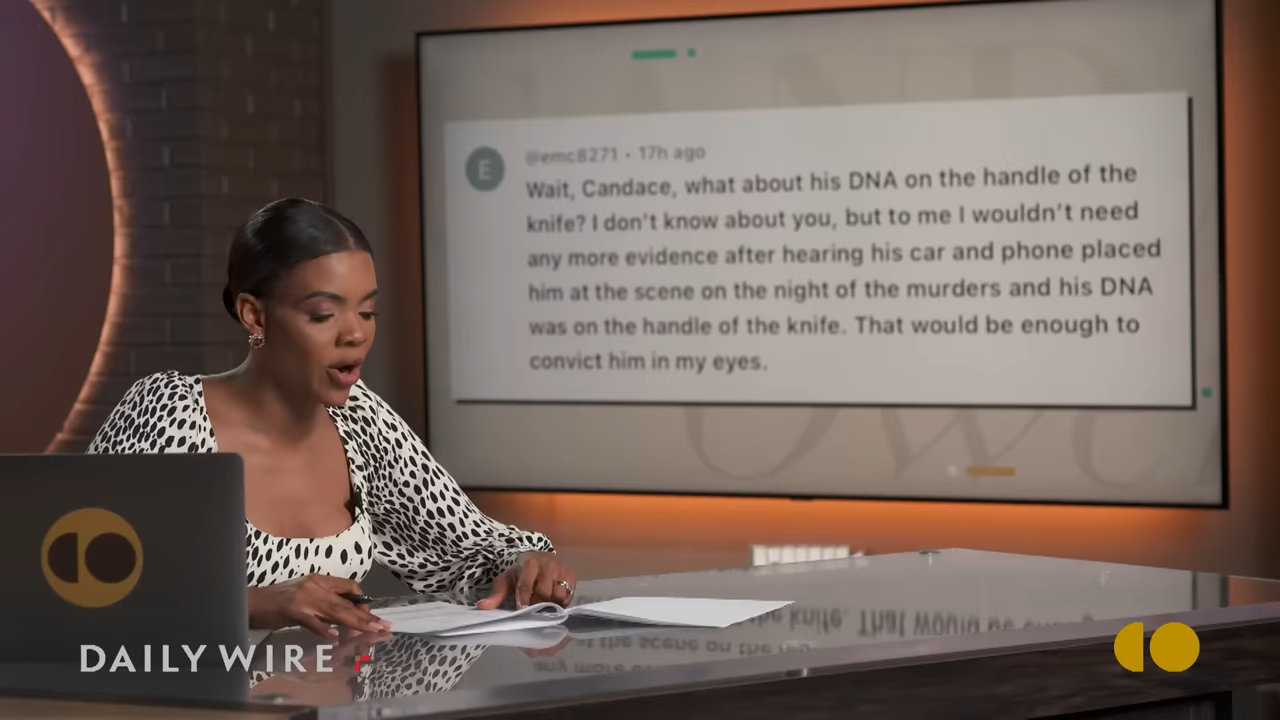 E
@emc8271 • 17h ago
Wait, Candace, what about his DNA on the handle of the
knife? I don't know about you, but to me I wouldn't need
any more evidence after hearing his car and phone placed
him at the scene on the night of the murders and his DNA
was on the handle of the knife. That would be enough to
convict him in my eyes.
Owe
DAILYWIRE+